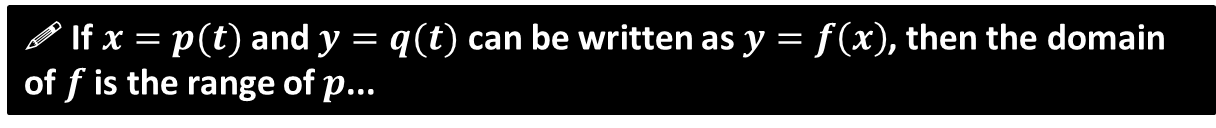 ✎ If 𝒙 = 𝒑(𝒕) and 𝒚 = 𝒒(𝒕) can be written as 𝒚 = 𝒇(𝒙), then the domain
of 𝒇 is the range of 𝒑...